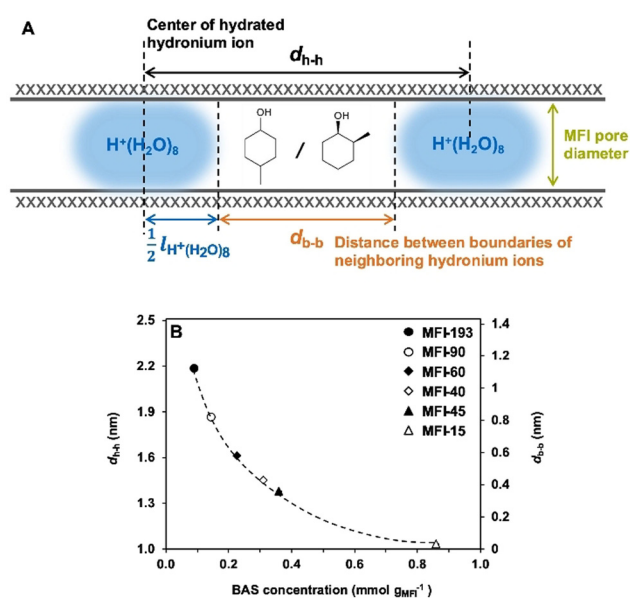 A
Center of hydrated
hydronium ion
dh-h
XXXXXXXXXXXXXXXXXXXXXXXXXXXXXXXXXXXXXXXXXXXXXXXXXXXXXXXXXXXXXXXX
H⁺(H₂O)₈
OH
/
OH
H⁺(H₂O)₈
MFI pore
diameter
XXXXXXXXXXXXXXXXXXXXXXXXXXXXXXXXXXXXXXXXXXXXXXXXXXXXXXXXXXXXXXXX
½ lH⁺(H₂O)₈
db-b Distance between boundaries of
neighboring hydronium ions
B
MFI-193
MFI-90
MFI-60
MFI-40
MFI-45
MFI-15
2.5
2.2
1.9
1.6
1.3
1.0
dh-h (nm)
1.4
1.2
1
0.8
0.6
0.4
0.2
0
db-b (nm)
0.0 0.2 0.4 0.6 0.8 1.0
BAS concentration (mmol gMFI⁻¹)